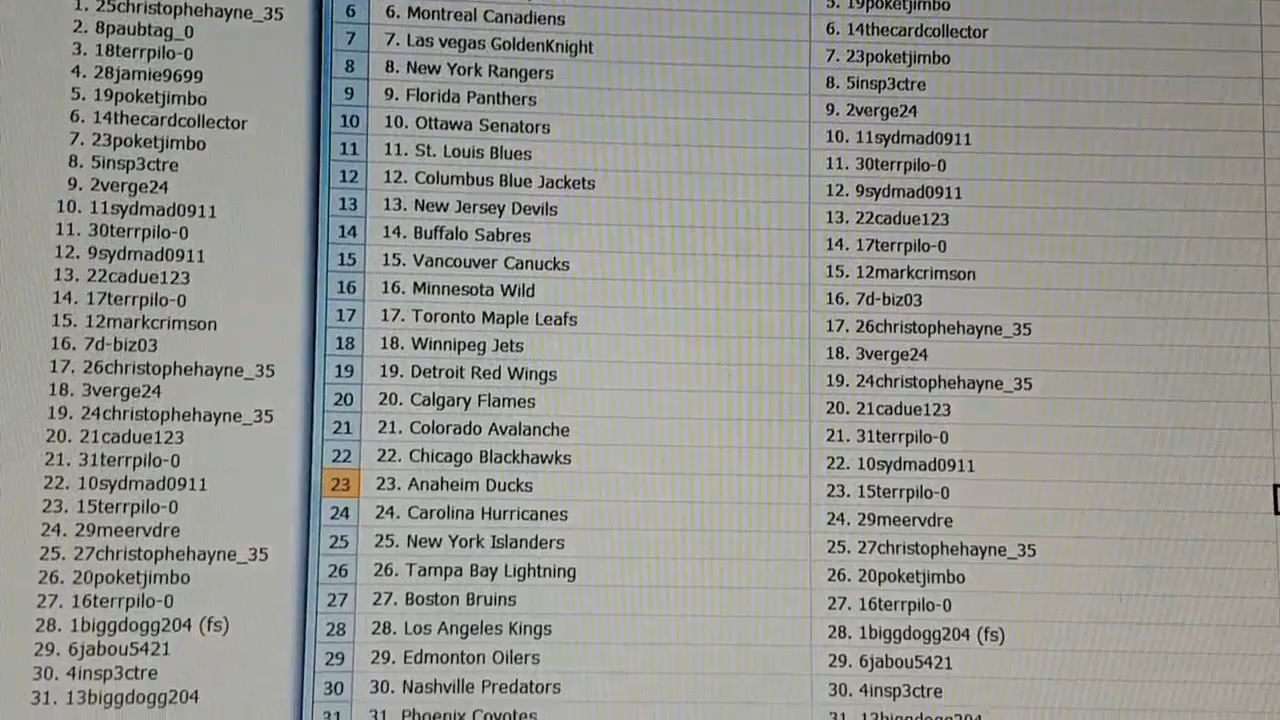 1. 25christophehayne_35
2. 8paubtag_0
3. 18terrpilo-0
4. 28jamie9699
5. 19poketjimbo
6. 14thecardcollector
7. 23poketjimbo
8. 5insp3ctre
9. 2verge24
10. 11sydmad0911
11. 30terrpilo-0
12. 9sydmad0911
13. 22cadue123
14. 17terrpilo-0
15. 12markcrimson
16. 7d-biz03
17. 26christophehayne_35
18. 3verge24
19. 24christophehayne_35
20. 21cadue123
21. 31terrpilo-0
22. 10sydmad0911
23. 15terrpilo-0
24. 29meervdre
25. 27christophehayne_35
26. 20poketjimbo
27. 16terrpilo-0
28. 1biggdogg204 (fs)
29. 6jabou5421
30. 4insp3ctre
31. 13biggdogg204
5. 19poketjimbo
6 6. Montreal Canadiens 6. 14thecardcollector
7 7. Las vegas GoldenKnight 7. 23poketjimbo
8 8. New York Rangers 8. 5insp3ctre
9 9. Florida Panthers 9. 2verge24
10 10. Ottawa Senators 10. 11sydmad0911
11 11. St. Louis Blues 11. 30terrpilo-0
12 12. Columbus Blue Jackets 12. 9sydmad0911
13 13. New Jersey Devils 13. 22cadue123
14 14. Buffalo Sabres 14. 17terrpilo-0
15 15. Vancouver Canucks 15. 12markcrimson
16 16. Minnesota Wild 16. 7d-biz03
17 17. Toronto Maple Leafs 17. 26christophehayne_35
18 18. Winnipeg Jets 18. 3verge24
19 19. Detroit Red Wings 19. 24christophehayne_35
20 20. Calgary Flames 20. 21cadue123
21 21. Colorado Avalanche 21. 31terrpilo-0
22 22. Chicago Blackhawks 22. 10sydmad0911
23 23. Anaheim Ducks 23. 15terrpilo-0
24 24. Carolina Hurricanes 24. 29meervdre
25 25. New York Islanders 25. 27christophehayne_35
26 26. Tampa Bay Lightning 26. 20poketjimbo
27 27. Boston Bruins 27. 16terrpilo-0
28 28. Los Angeles Kings 28. 1biggdogg204 (fs)
29 29. Edmonton Oilers 29. 6jabou5421
30 30. Nashville Predators 30. 4insp3ctre
31 31. Phoenix Coyotes 31. 13biggdogg204